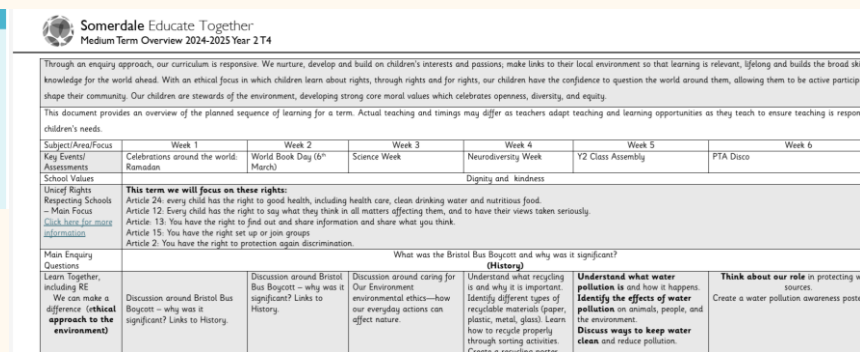 Somerdale Educate Together
Medium Term Overview 2024-2025 Year 2 T4
Through an enquiry approach, our curriculum is responsive. We nurture, develop and build on children's interests and passions; make links to their local environment so that learning is relevant, lifelong and builds the broad
knowledge for the world ahead. With an ethical focus in which children learn about rights, through rights and for rights, our children have the confidence to question the world around them, allowing them to be active
shape their community. Our children are stewards of the environment, developing strong core moral values which celebrates openness, diversity, and equity.
This document provides an overview of the planned sequence of learning for a term. Actual teaching and timings may differ as teachers adapt teaching and learning opportunities as they teach to ensure teaching is
children's needs.
Subject/Area/Focus Week 1 Week 2 Week 3 Week 4 Week 5 Week 6
Key Events/ Celebrations around the world: World Book Day (6th Science Week Neurodiversity Week Y2 Class Assembly PTA Disco
Assessments Ramadan March)
School Values Dignity and kindness
Unicef Rights This term we will focus on these rights:
Respecting Schools Article 24: every child has the right to good health, including health care, clean drinking water and nutritious food.
– Main Focus Article 12: Every child has the right to say what they think in all matters affecting them, and to have their views taken seriously.
Click here for more Article: 13: You have the right to find out and share information and share what you think.
information Article 15: You have the right set up or join groups
Article 2: You have the right to protection again discrimination.
Main Enquiry What was the Bristol Bus Boycott and why was it significant?
Questions (History)
Learn Together, Discussion around Bristol Discussion around caring for Understand what recycling Understand what water Think about our role in protecting
including RE Bus Boycott – why was it Our Environment is and why it is important. pollution is and how it happens. sources.
We can make a Discussion around Bristol Bus significant? Links to environmental ethics—how Identify different types of Identify the effects of water Create a water pollution awareness
difference (ethical Boycott – why was it History. our everyday actions can recyclable materials (paper, pollution on animals, people, and
approach to the significant? Links to History. affect nature. plastic, metal, glass). Learn the environment.
environment) how to recycle properly Discuss ways to keep water
through sorting activities. clean and reduce pollution.
Create a recycling poster